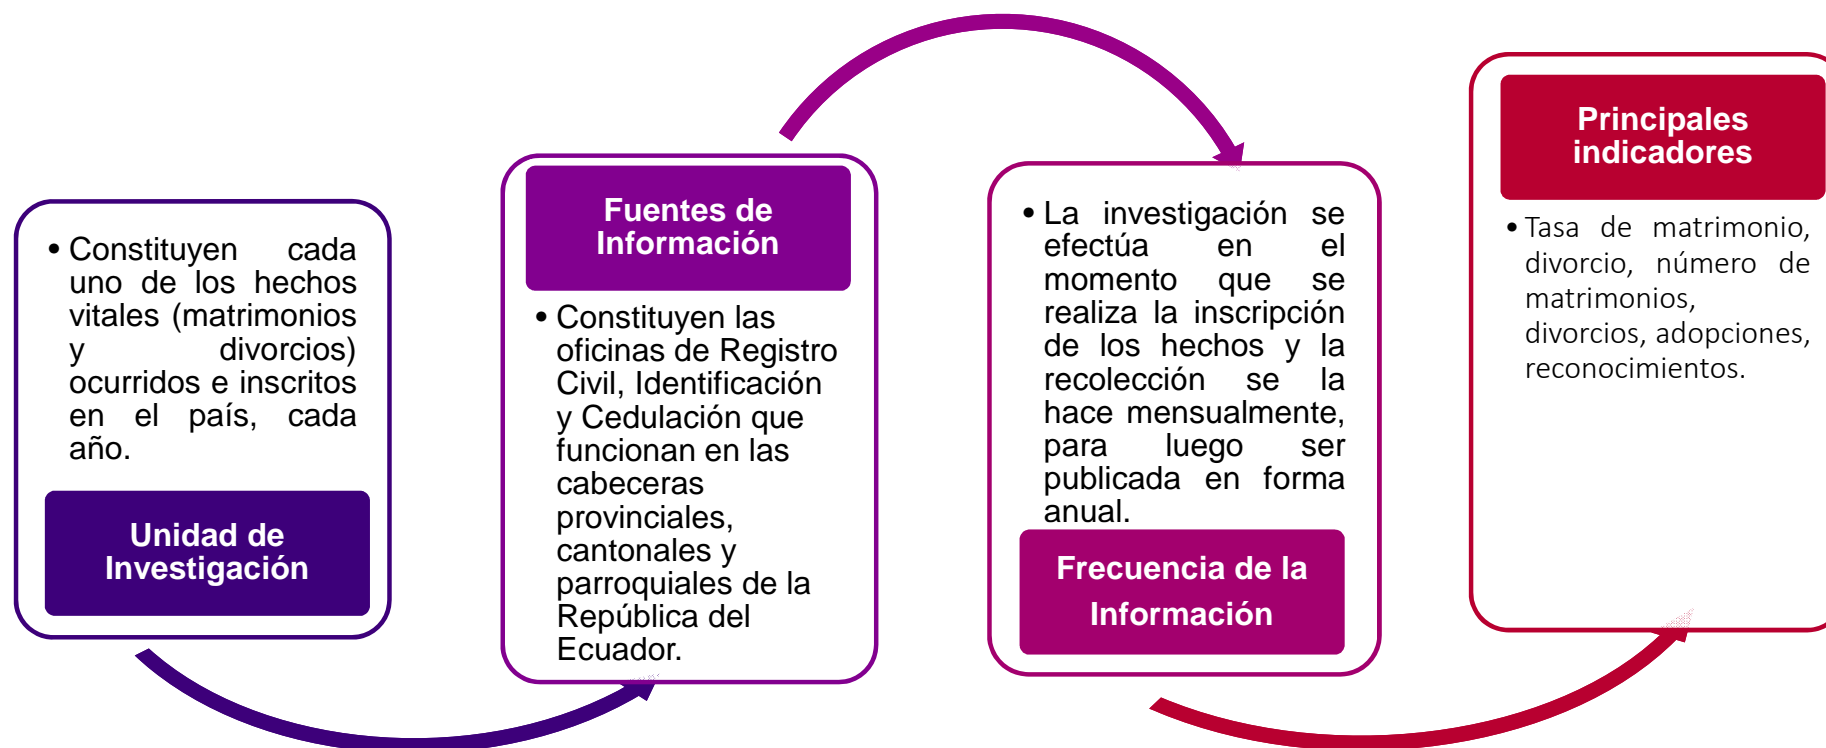 • Constituyen cada
uno de los hechos
vitales (matrimonios
y divorcios)
ocurridos e inscritos
en el país, cada
año.
Unidad de
Investigación
Fuentes de
Información
• Constituyen las
oficinas de Registro
Civil, Identificación
y Cedulación que
funcionan en las
cabeceras
provinciales,
cantonales y
parroquiales de la
República del
Ecuador.
• La investigación se
efectúa en el
momento que se
realiza la inscripción
de los hechos y la
recolección se la
hace mensualmente,
para luego ser
publicada en forma
anual.
Frecuencia de la
Información
Principales
indicadores
• Tasa de matrimonio,
divorcio, número de
matrimonios,
divorcios, adopciones,
reconocimientos.